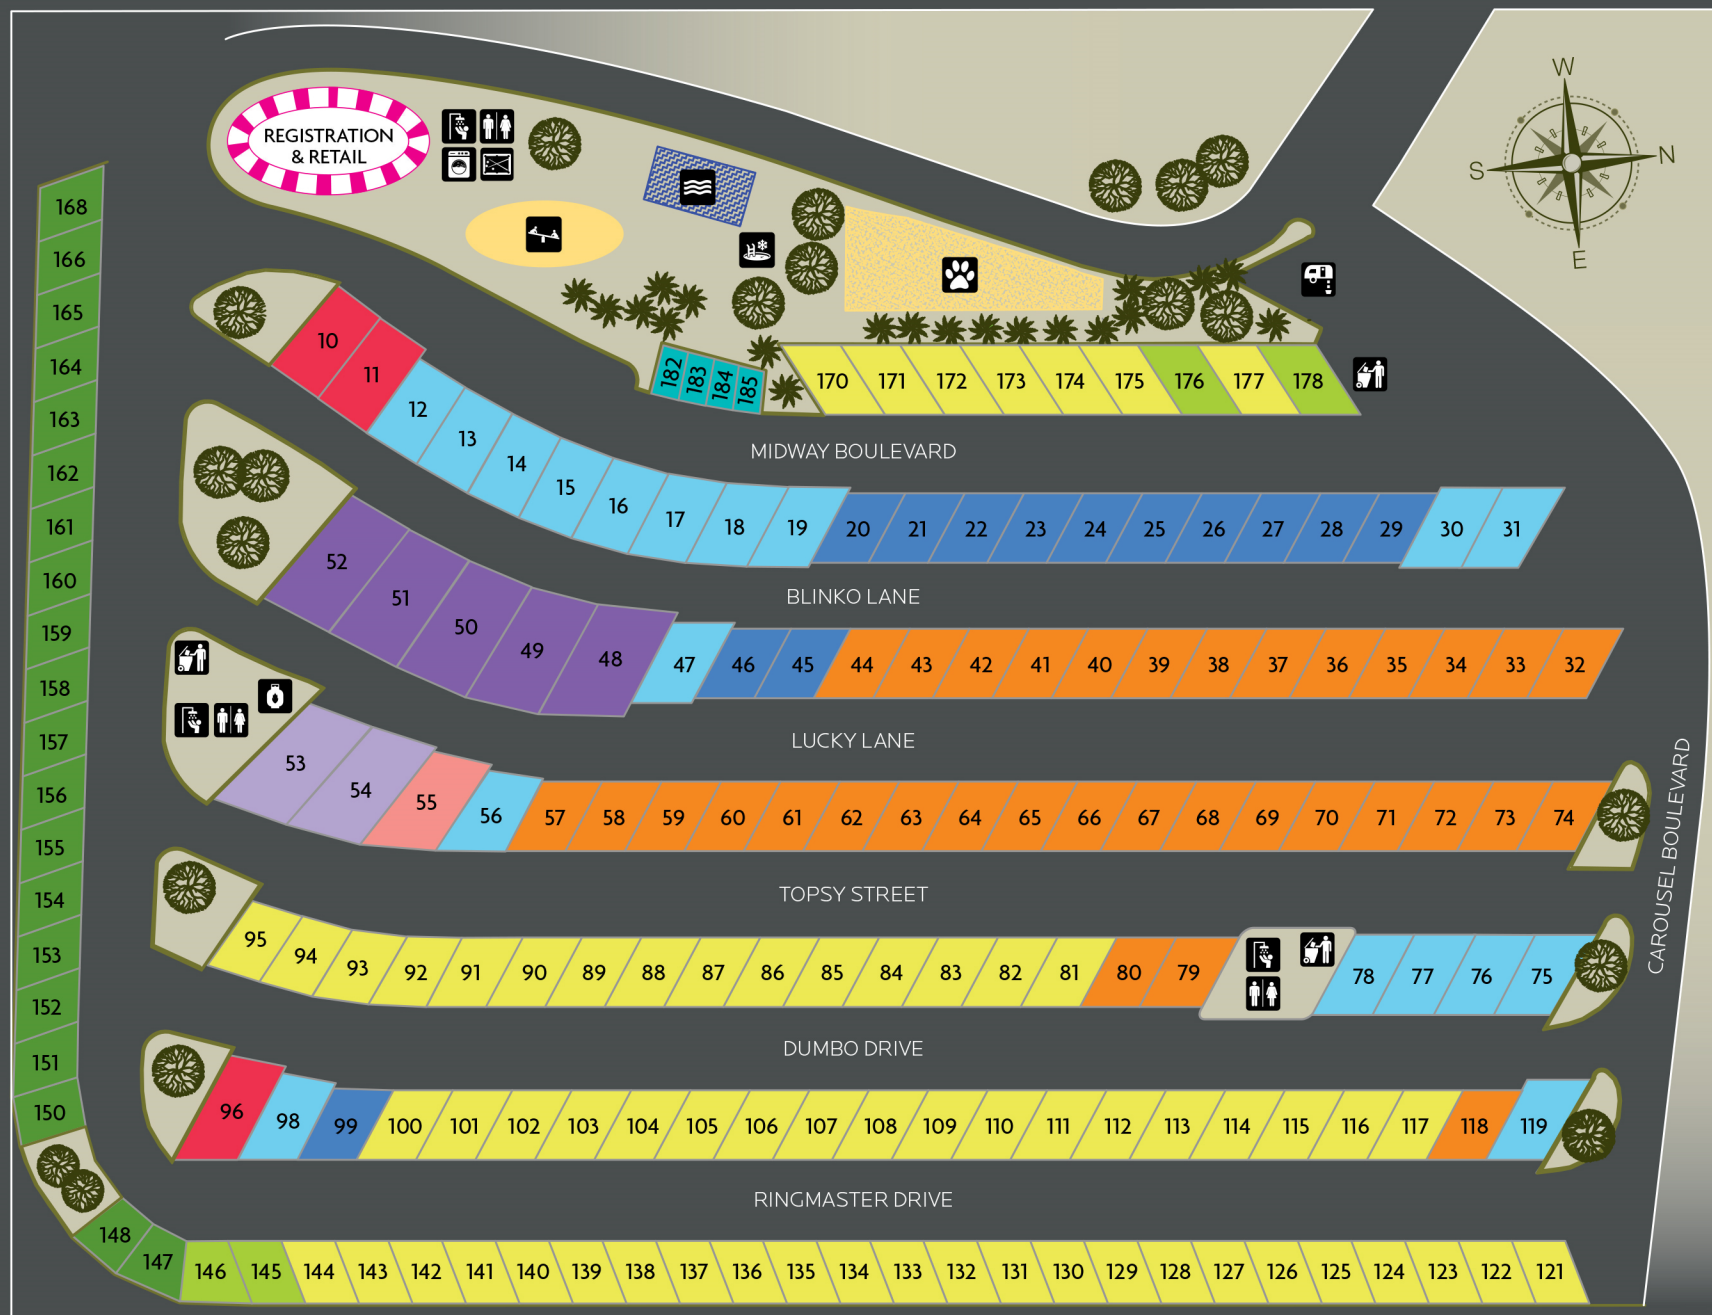 REGISTRATION
& RETAIL
W
N
S
E
168
166
165
164
163
162
161
160
159
158
157
156
155
154
153
152
151
150
148
147
182 183 184 185
170 171 172 173 174 175 176 177 178
MIDWAY BOULEVARD
10 11 12 13 14 15 16 17 18 19 20 21 22 23 24 25 26 27 28 29 30 31
BLINKO LANE
52 51 50 49 48 47 46 45 44 43 42 41 40 39 38 37 36 35 34 33 32
LUCKY LANE
53 54 55 56 57 58 59 60 61 62 63 64 65 66 67 68 69 70 71 72 73 74
TOPSY STREET
CAROUSEL BOULEVARD
95 94 93 92 91 90 89 88 87 86 85 84 83 82 81 80 79 78 77 76 75
DUMBO DRIVE
96 98 99 100 101 102 103 104 105 106 107 108 109 110 111 112 113 114 115 116 117 118 119
RINGMASTER DRIVE
146 145 144 143 142 141 140 139 138 137 136 135 134 133 132 131 130 129 128 127 126 125 124 123 122 121